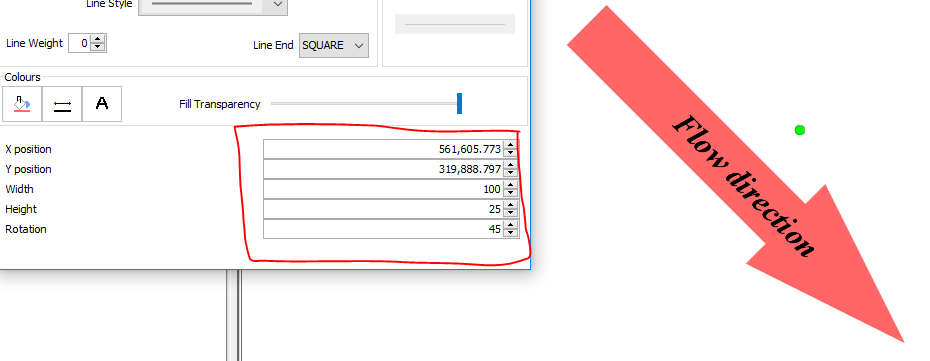 Line Style
Line Weight 0 Line End SQUARE
Colours
A Fill Transparency
X position 561,605.773
Y position 319,888.797
Width 100
Height 25
Rotation 45
Flow direction